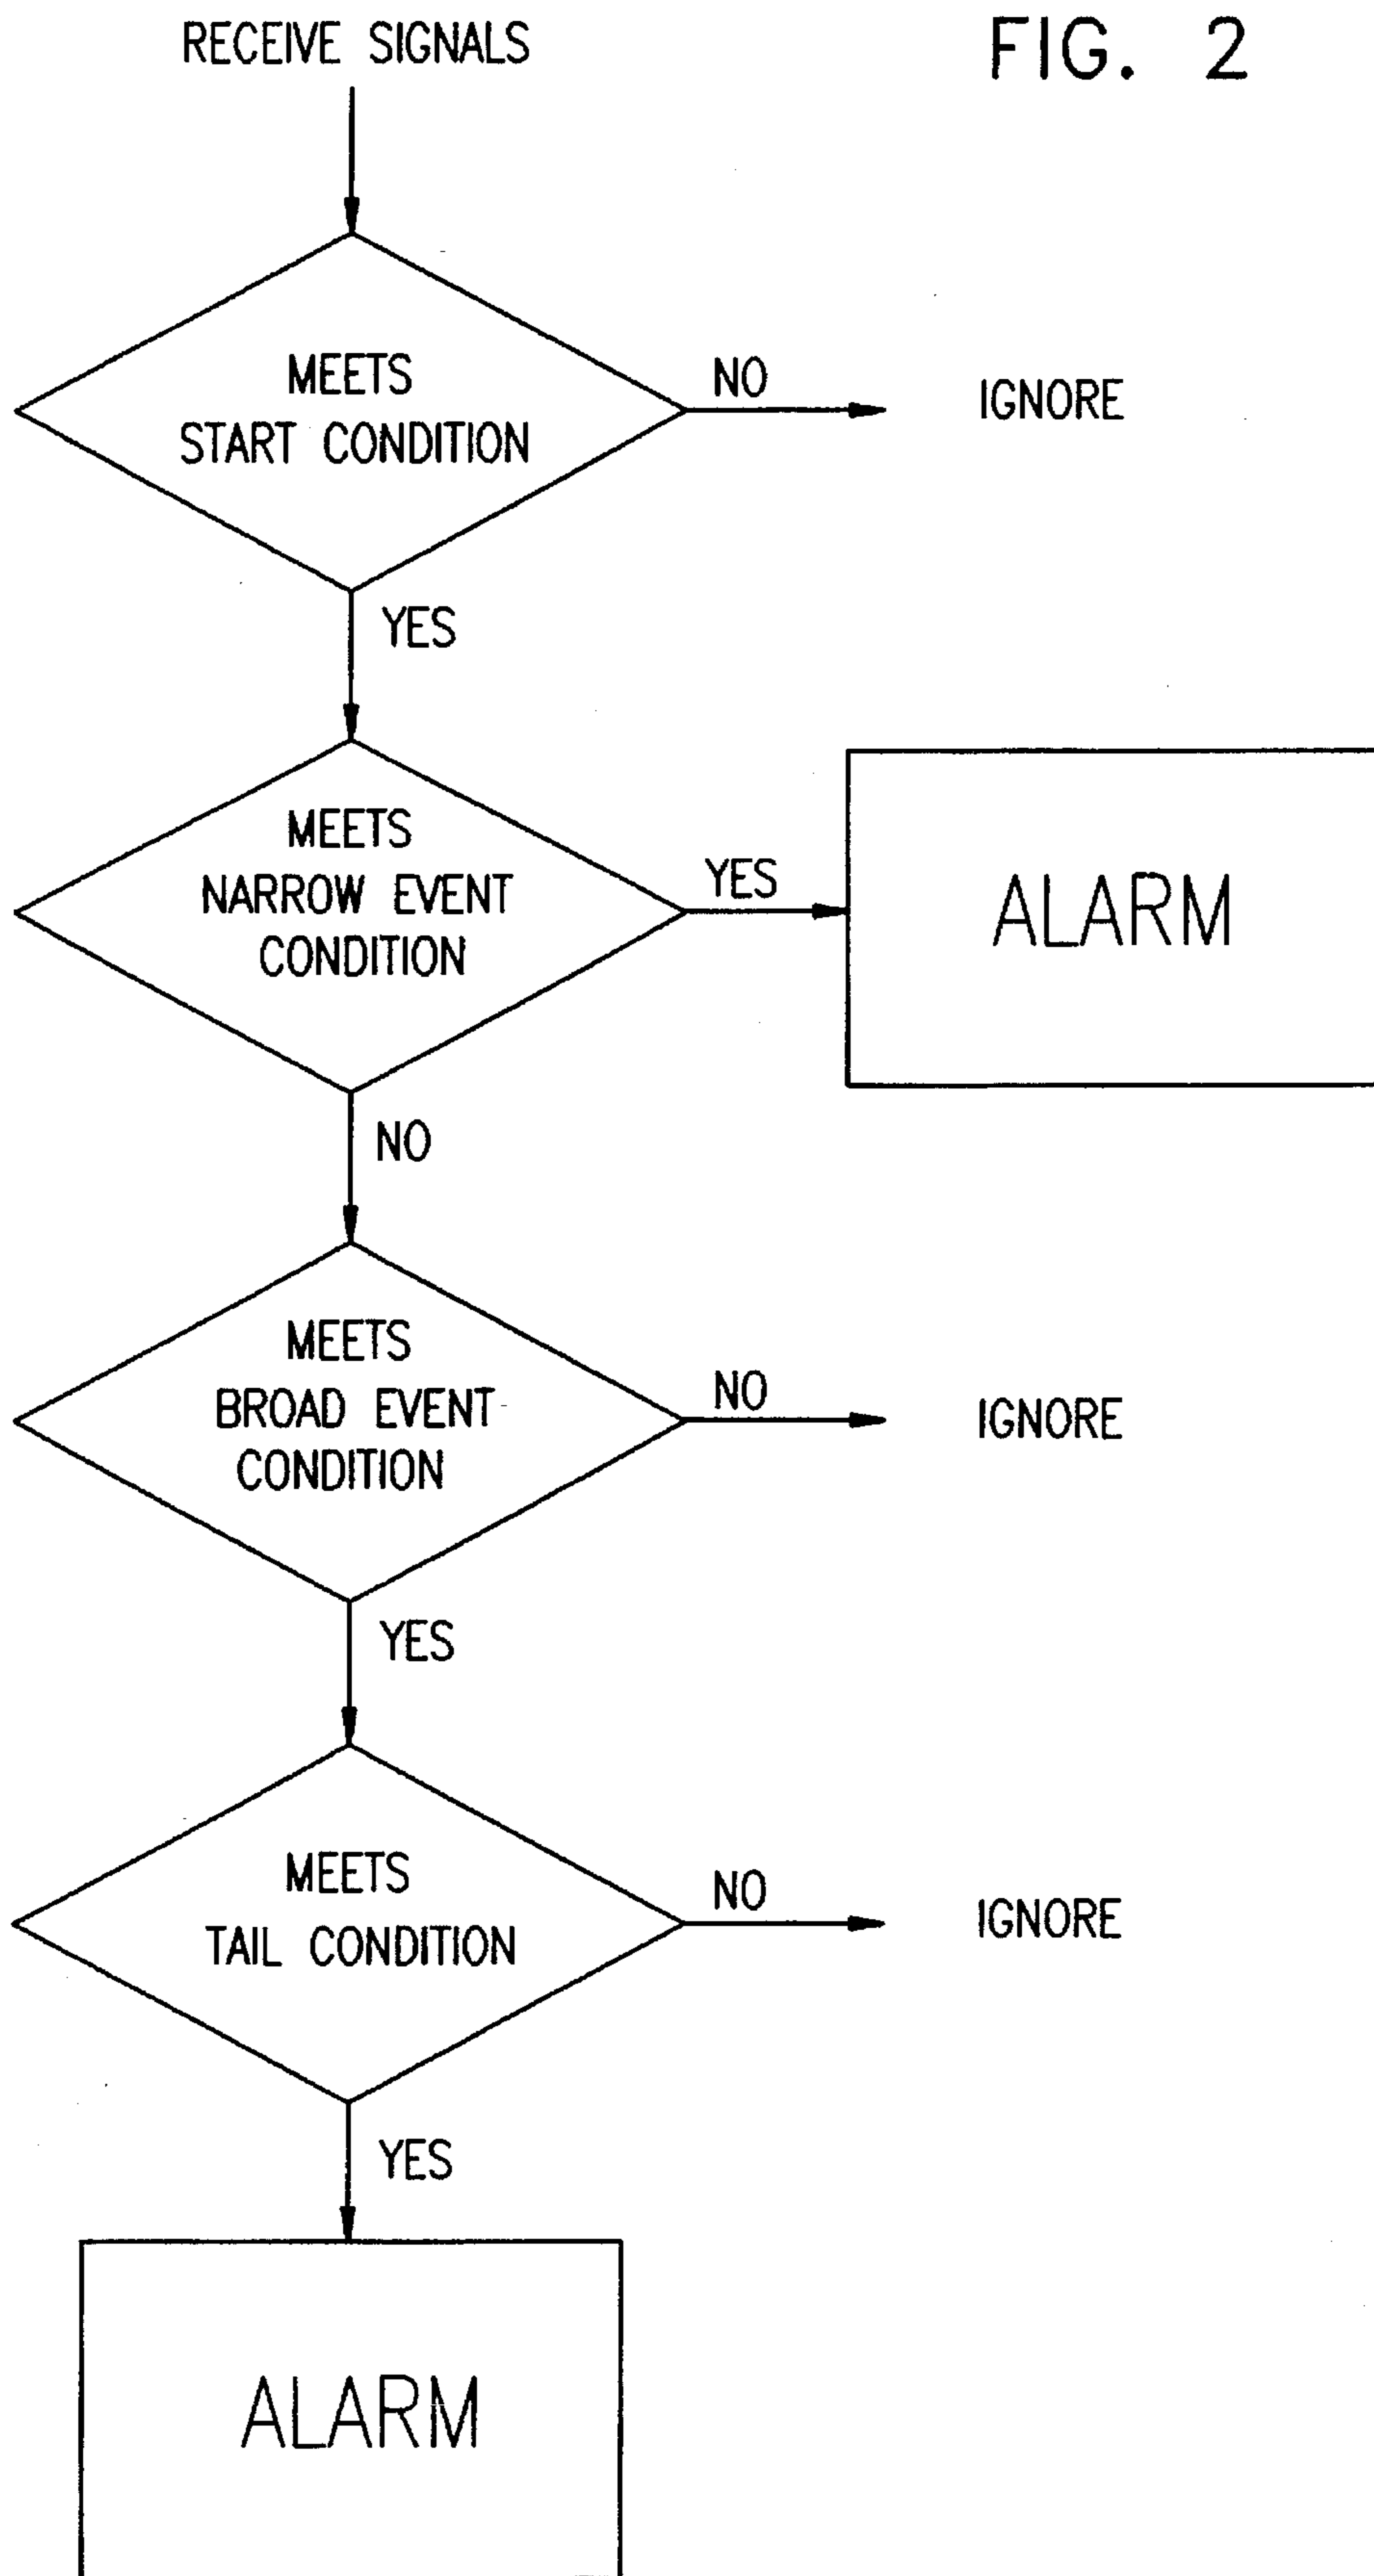 RECEIVE SIGNALS
FIG. 2
MEETS
START CONDITION
NO
IGNORE
YES
MEETS
NARROW EVENT
CONDITION
YES
ALARM
NO
MEETS
BROAD EVENT
CONDITION
NO
IGNORE
YES
MEETS
TAIL CONDITION
NO
IGNORE
YES
ALARM